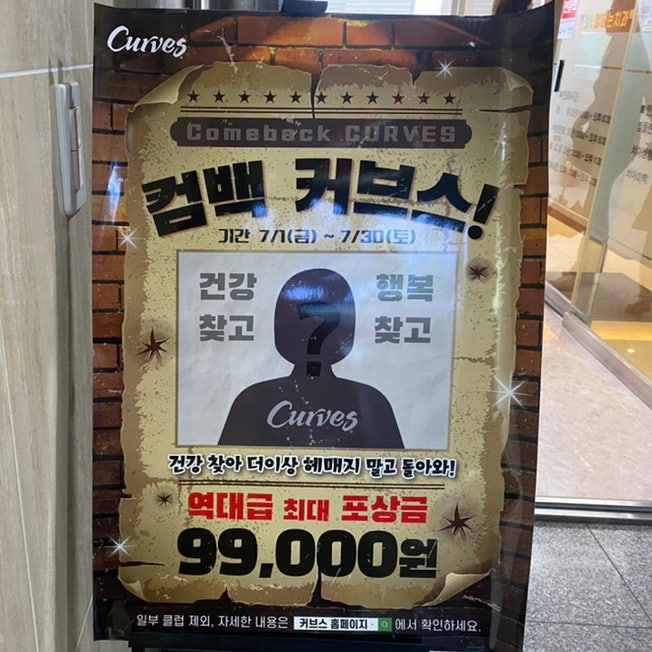 Curves
Comeback CURVES
컴백 커브스!
기간 7/1(금) ~ 7/30(토)
건강 행복
찾고 찾고
?
Curves
건강 찾아 더이상 헤매지 말고 돌아와!
역대급 최대 포상금
99,000원
일부 클럽 제외, 자세한 내용은 커브스 홈페이지 에서 확인하세요.